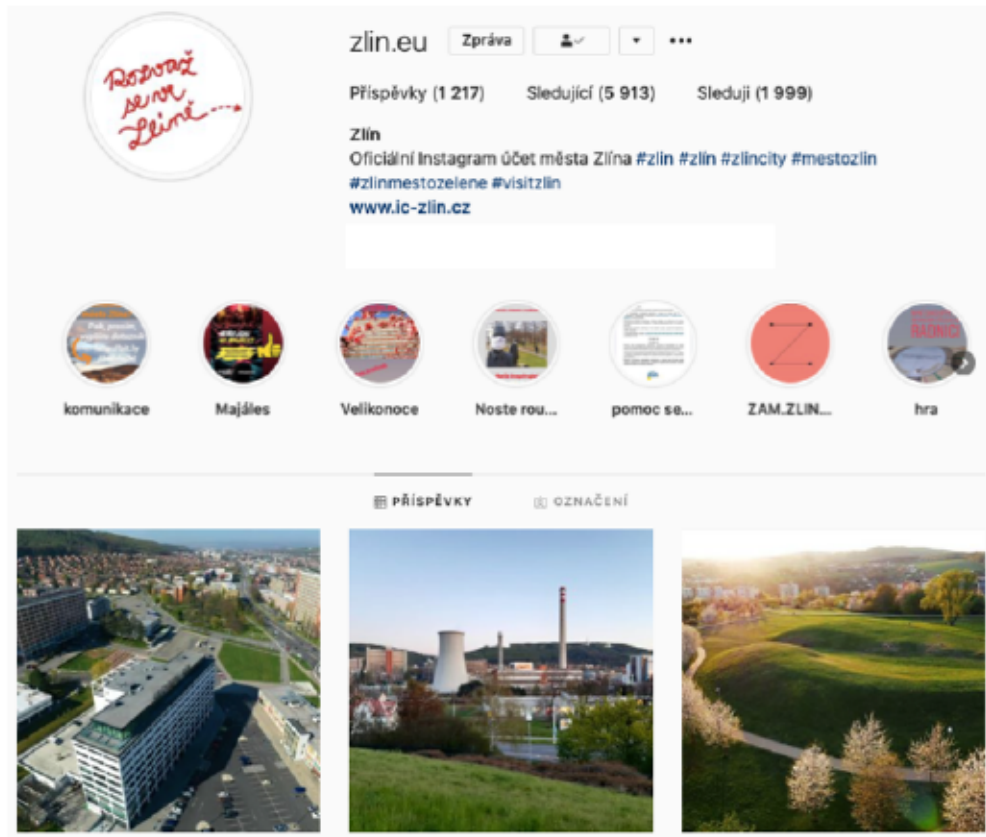 Rozvaž
se ve
Zlíně
zlin.eu Zpráva
Příspěvky (1 217) Sledující (5 913) Sleduji (1 999)
Zlín
Oficiální Instagram účet města Zlína #zlin #zlín #zlincity #mestozlin
#zlinmestozelene #visitzlin
www.ic-zlin.cz
RADNICI
komunikace Majáles Velikonoce Noste rou... pomoc se... ZAM.ZLIN... hra
PŘÍSPĚVKY OZNAČENÍ